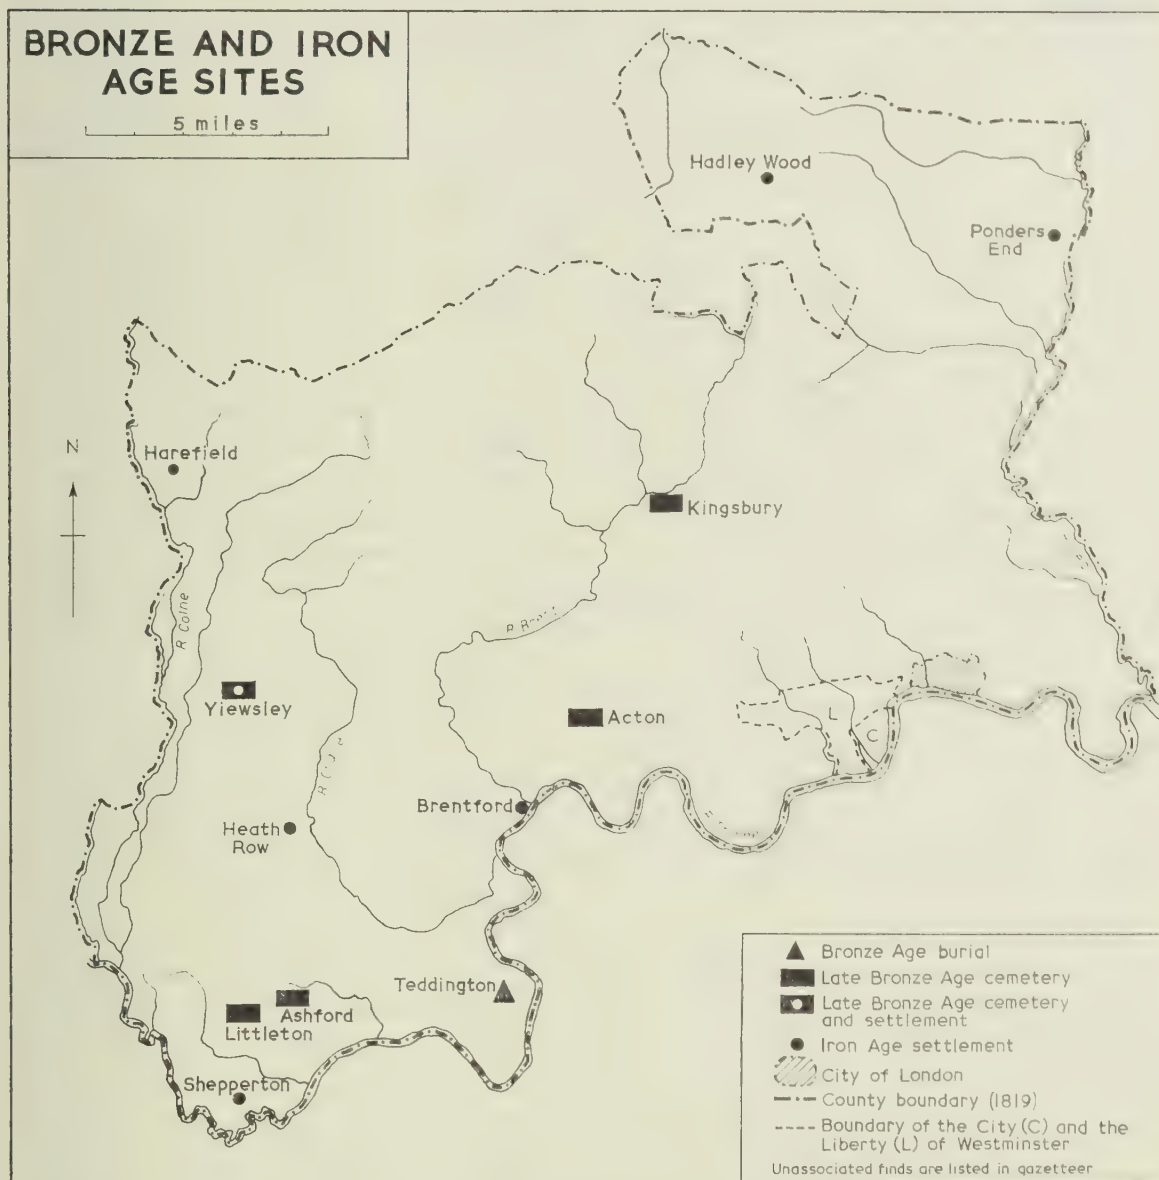 BRONZE AND IRON
AGE SITES
5 miles
Hadley Wood
Ponders
End
N
Harefield
Kingsbury
R Colne
Yiewsley
Acton
L
C
Brentford
Heath
Row
Teddington
Ashford
Littleton
Shepperton
Bronze Age burial
Late Bronze Age cemetery
Late Bronze Age cemetery
and settlement
Iron Age settlement
City of London
County boundary (1819)
Boundary of the City (C) and the
Liberty (L) of Westminster
Unassociated finds are listed in gazetteer